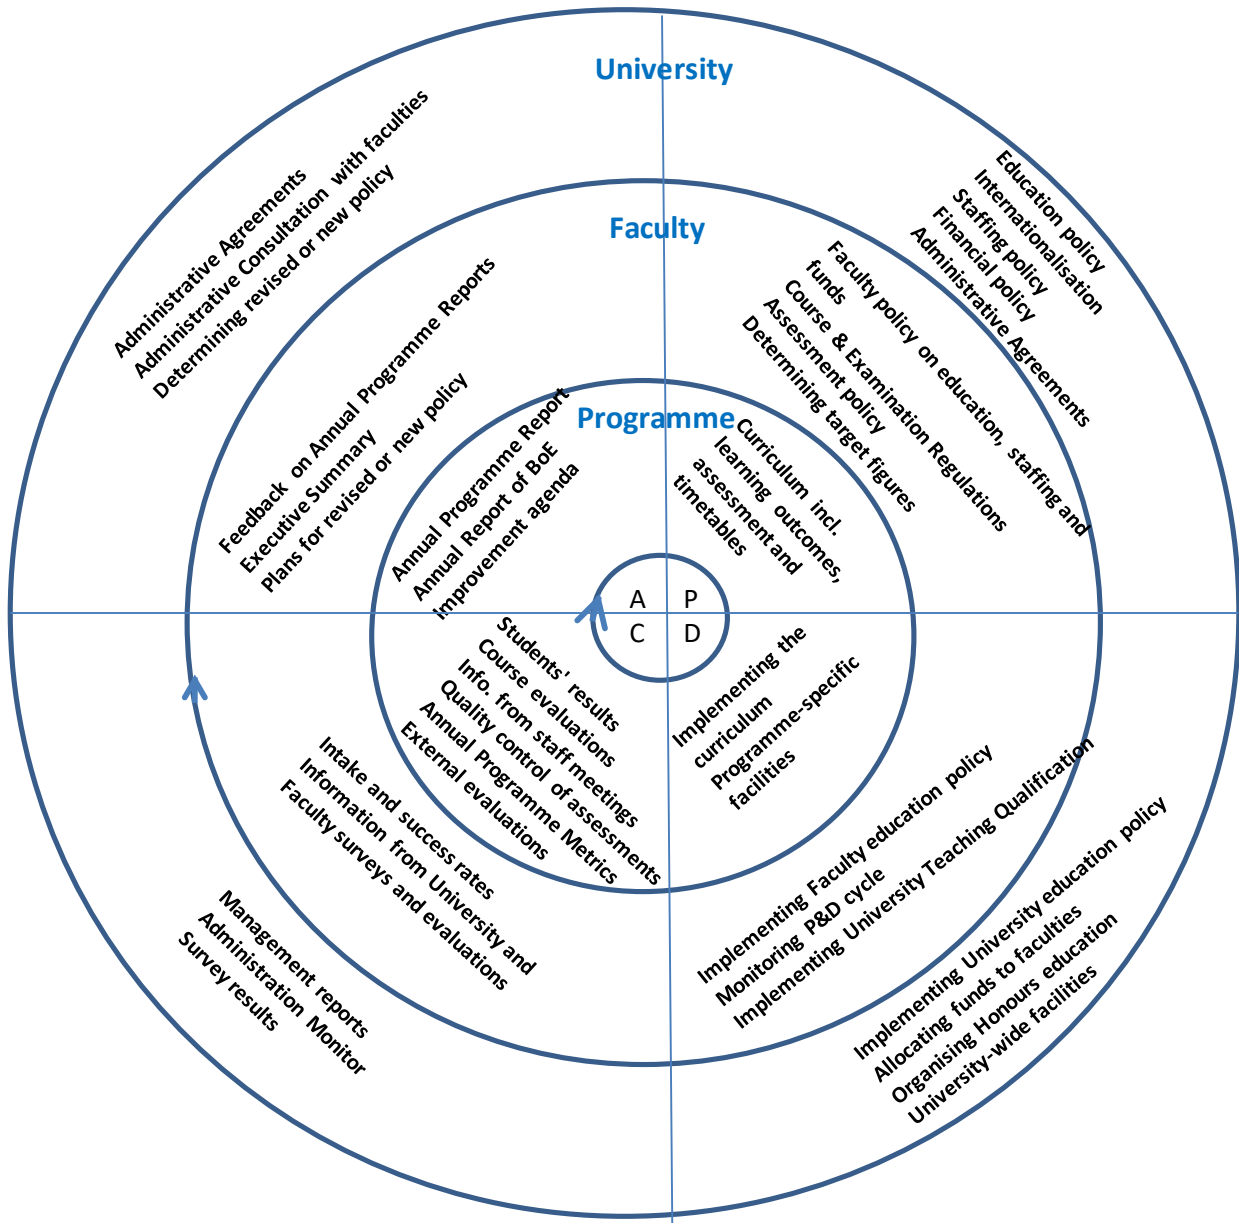 University
Administrative Agreements
Administrative Consultation with faculties
Determining revised or new policy
Education policy
Internationalisation
Staffing policy
Financial policy
Administrative Agreements
Faculty
Feedback on Annual Programme Reports
Executive Summary
Plans for revised or new policy
Faculty policy on education, staffing and
funds
Course & Examination Regulations
Assessment policy
Determining target figures
Programme
Annual Programme Report
Annual Report of BoE
Improvement agenda
Curriculum incl.
learning outcomes,
assessment and
timetables
A P
C D
Students' results
Course evaluations
Info. from staff meetings
Quality control of assessments
Annual Programme Metrics
External evaluations
Implementing the
curriculum
Programme-specific
facilities
Intake and success rates
Information from University and
Faculty surveys and evaluations
Implementing Faculty education policy
Monitoring P&D cycle
Implementing University Teaching Qualification
Management reports
Administration Monitor
Survey results
Implementing University education policy
Allocating funds to faculties
Organising Honours education
University-wide facilities